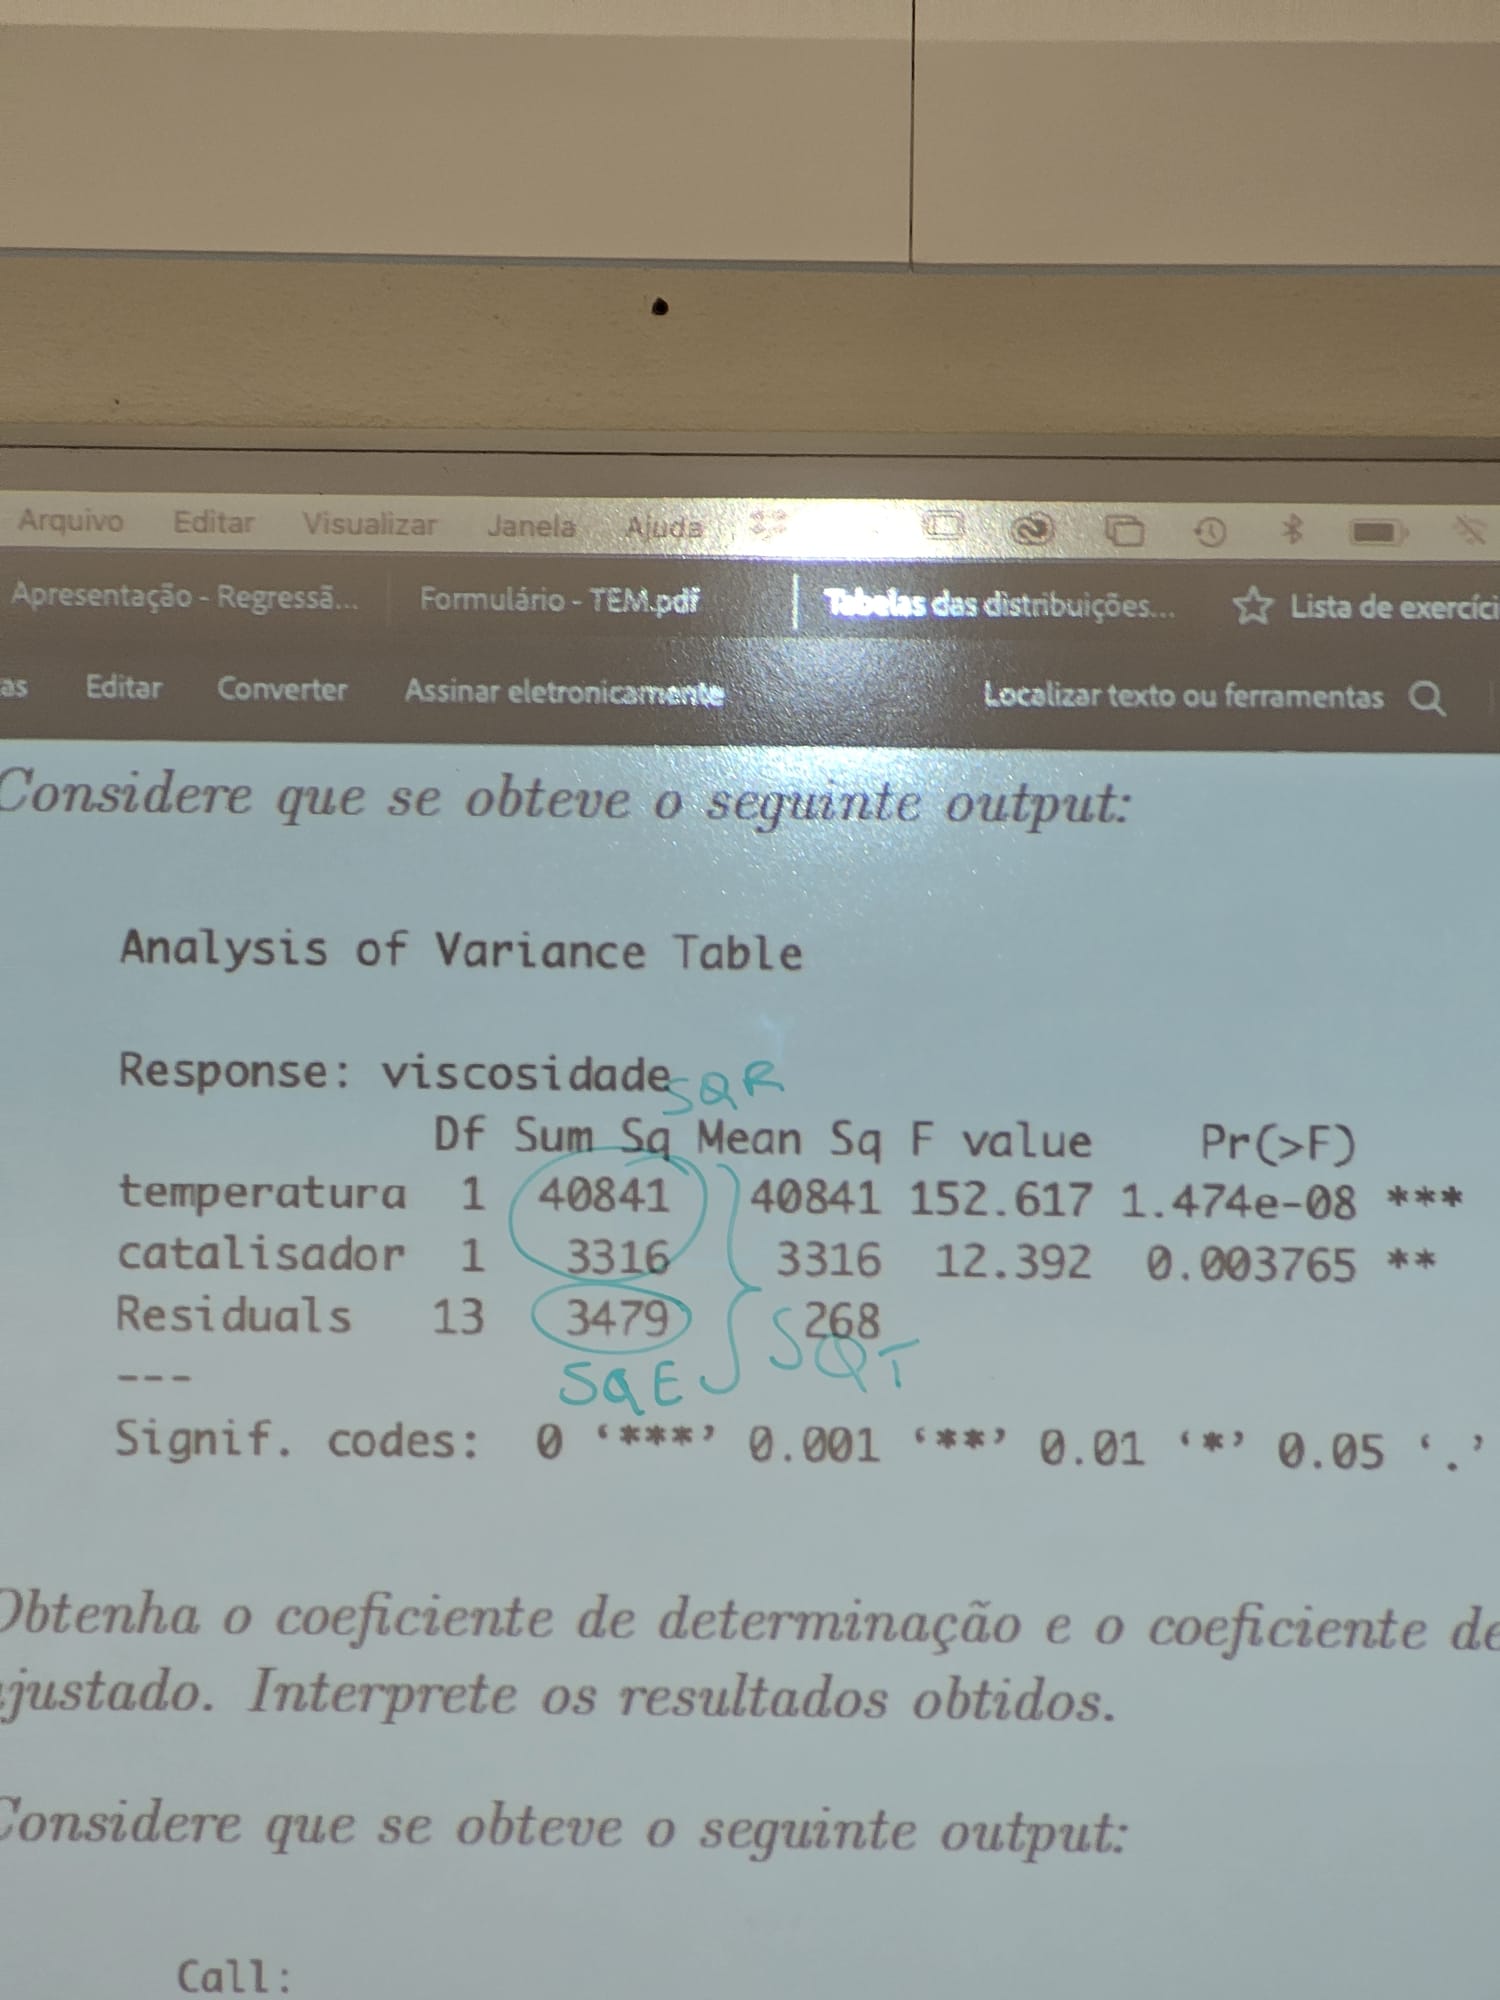 Arquivo Editar Visualizar Janela Ajuda
Apresentação - Regressã... Formulário - TEM.pdf Tabelas das distribuições... Lista de exercíci
as Editar Converter Assinar eletronicamente Localizar texto ou ferramentas
Considere que se obteve o seguinte output:
Analysis of Variance Table
Response: viscosidade
SQR
Df Sum Sq Mean Sq F value Pr(>F)
temperatura 1 40841 40841 152.617 1.474e-08 ***
catalisador 1 3316 3316 12.392 0.003765 **
Residuals 13 3479 268
SQE SQT
---
Signif. codes: 0 ‘***’ 0.001 ‘**’ 0.01 ‘*’ 0.05 ‘.’
Obtenha o coeficiente de determinação e o coeficiente de
ajustado. Interprete os resultados obtidos.
Considere que se obteve o seguinte output:
Call: